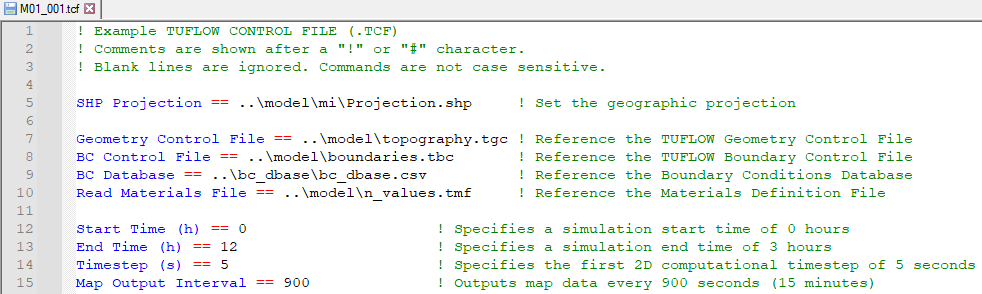 M01_001.tcf
1 ! Example TUFLOW CONTROL FILE (.TCF)
2 ! Comments are shown after a "!" or "#" character.
3 ! Blank lines are ignored. Commands are not case sensitive.
4
5 SHP Projection == ..\model\mi\Projection.shp ! Set the geographic projection
6
7 Geometry Control File == ..\model\topography.tgc ! Reference the TUFLOW Geometry Control File
8 BC Control File == ..\model\boundaries.tbc ! Reference the TUFLOW Boundary Control File
9 BC Database == ..\bc_dbase\bc_dbase.csv ! Reference the Boundary Conditions Database
10 Read Materials File == ..\model\n_values.tmf ! Reference the Materials Definition File
11
12 Start Time (h) == 0 ! Specifies a simulation start time of 0 hours
13 End Time (h) == 12 ! Specifies a simulation end time of 3 hours
14 Timestep (s) == 5 ! Specifies the first 2D computational timestep of 5 seconds
15 Map Output Interval == 900 ! Outputs map data every 900 seconds (15 minutes)